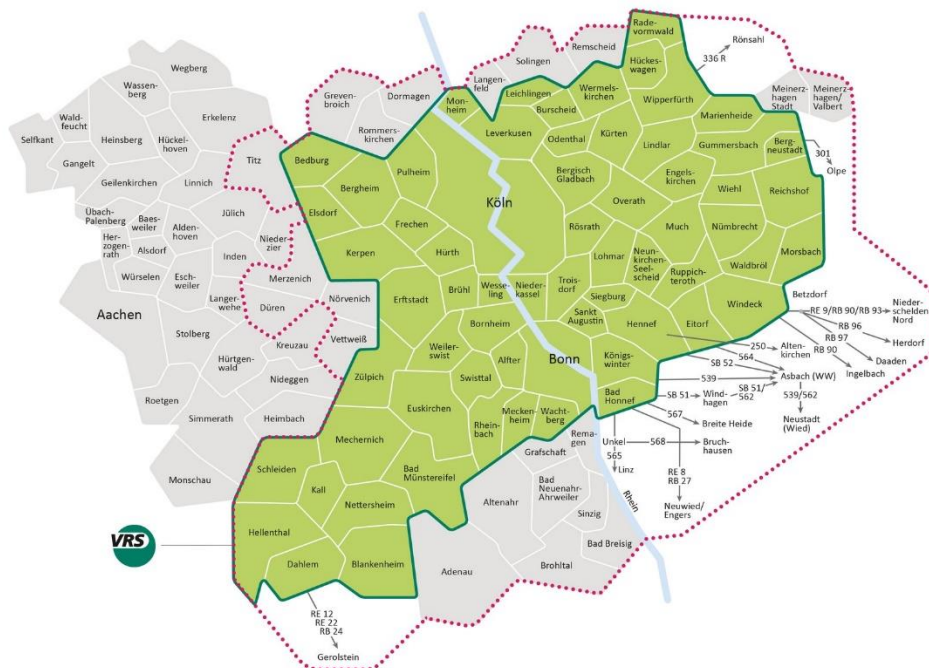 Rade-
vormwald
Rönsahl
336 R
Remscheid
Solingen
Hückes-
wagen
Wegberg
Wassen-
berg
Langen-
feld
Leichlingen
Wermels-
kirchen
Meinerz-
hagen
Stadt
Meinerz-
hagen/
Valbert
Greven-
broich
Dormagen
Mon-
heim
Burscheid
Wipperfürth
Erkelenz
Wald-
feucht
Heinsberg
Hückel-
hoven
Rommers-
kirchen
Leverkusen
Odenthal
Kürten
Marienheide
Selfkant
Gangelt
Titz
Bedburg
Lindlar
Gummersbach
Berg-
neustadt
301
Olpe
Geilenkirchen
Linnich
Bergheim
Pulheim
Bergisch
Gladbach
Engels-
kirchen
Wiehl
Reichshof
Übach-
Palenberg
Baes-
weiler
Alden-
hoven
Jülich
Elsdorf
Köln
Overath
Frechen
Rösrath
Much
Nümbrecht
Her-
zogen-
rath
Alsdorf
Inden
Nieder-
zier
Kerpen
Hürth
Lohmar
Neun-
kirchen-
Seel-
scheid
Ruppich-
teroth
Waldbröl
Morsbach
Würselen
Esch-
weiler
Merzenich
Langer-
wehe
Düren
Nörvenich
Erftstadt
Brühl
Wesse-
ling
Nieder-
kassel
Trois-
dorf
Siegburg
Sankt
Augustin
Hennef
Eitorf
Windeck
Betzdorf
RE 9/RB 90/RB 93
Nieder-
schelden
Nord
RB 96
Herdorf
RB 97
Daaden
RB 90
Ingelbach
Aachen
Stolberg
Kreuzau
Vettweiß
Bornheim
Weiler-
swist
Alfter
Bonn
Königs-
winter
250
Alten-
kirchen
564
SB 52
Asbach (WW)
539
SB 51/
562
SB 51
Wind-
hagen
539/562
Neustadt
(Wied)
Hürtgen-
wald
Nideggen
Zülpich
Swisttal
Euskirchen
Rhein-
bach
Mecken-
heim
Wacht-
berg
Bad
Honnef
567
Breite Heide
Roetgen
Simmerath
Heimbach
Mechernich
Rema-
gen
Grafschaft
Unkel
568
Bruch-
hausen
565
Linz
RE 8
RB 27
Neuwied/
Engers
Monschau
Schleiden
Kall
Bad
Münstereifel
Nettersheim
Altenahr
Bad
Neuenahr-
Ahrweiler
Sinzig
Rhein
VRS
Hellenthal
Dahlem
Blankenheim
Adenau
Brohltal
Bad Breisig
RE 12
RE 22
RB 24
Gerolstein